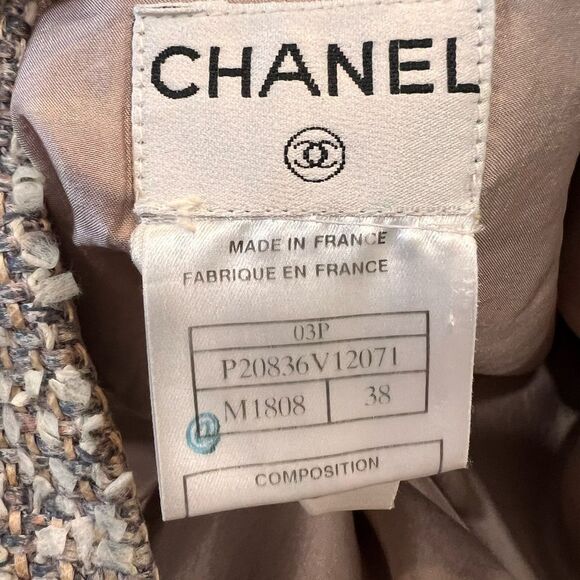 CHANEL
MADE IN FRANCE
FABRIQUE EN FRANCE
03P
P20836V12071
M1808 38
COMPOSITION